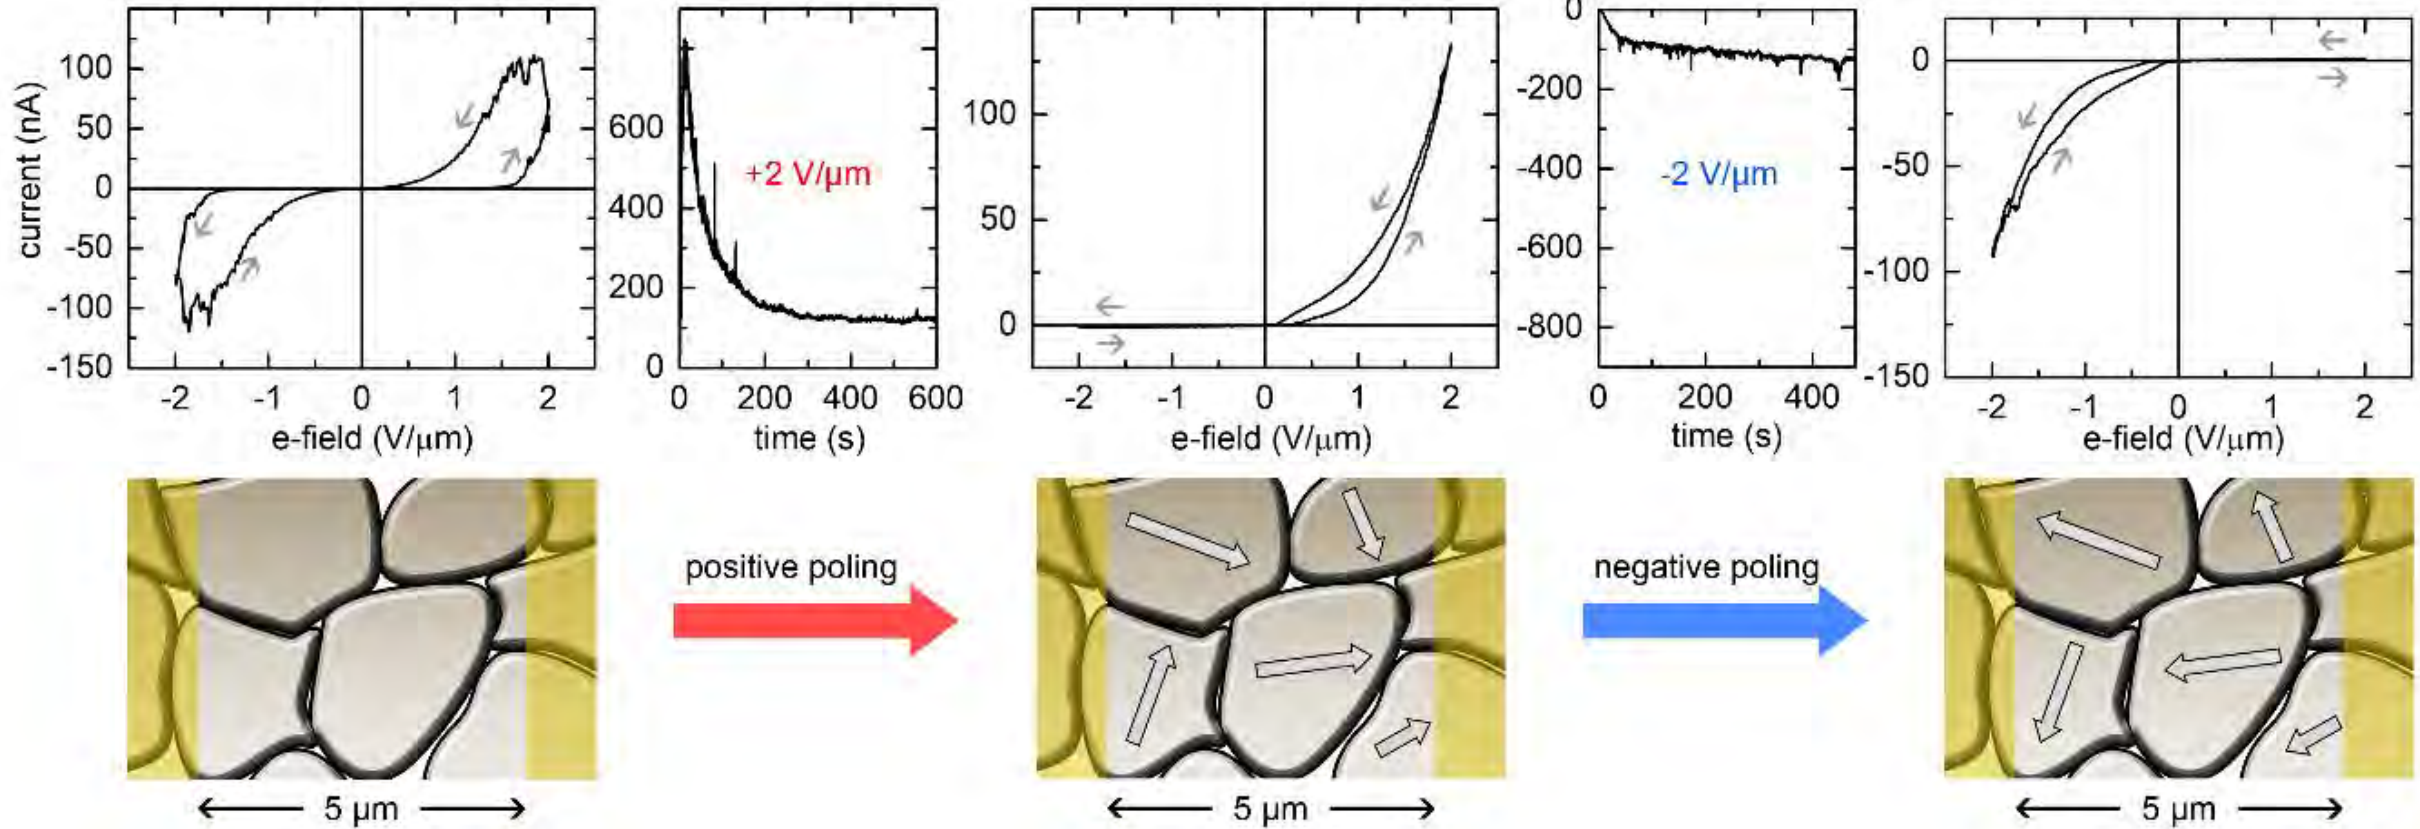 current (nA)
100
50
0
-50
-100
-150
-2 -1 0 1 2
e-field (V/μm)
600
400
200
0
+2 V/μm
0 200 400 600
time (s)
100
50
0
-2 -1 0 1 2
e-field (V/μm)
0
-200
-400
-600
-800
-2 V/μm
0 200 400
time (s)
0
-50
-100
-150
-2 -1 0 1 2
e-field (V/μm)
positive poling
negative poling
5 μm
5 μm
5 μm